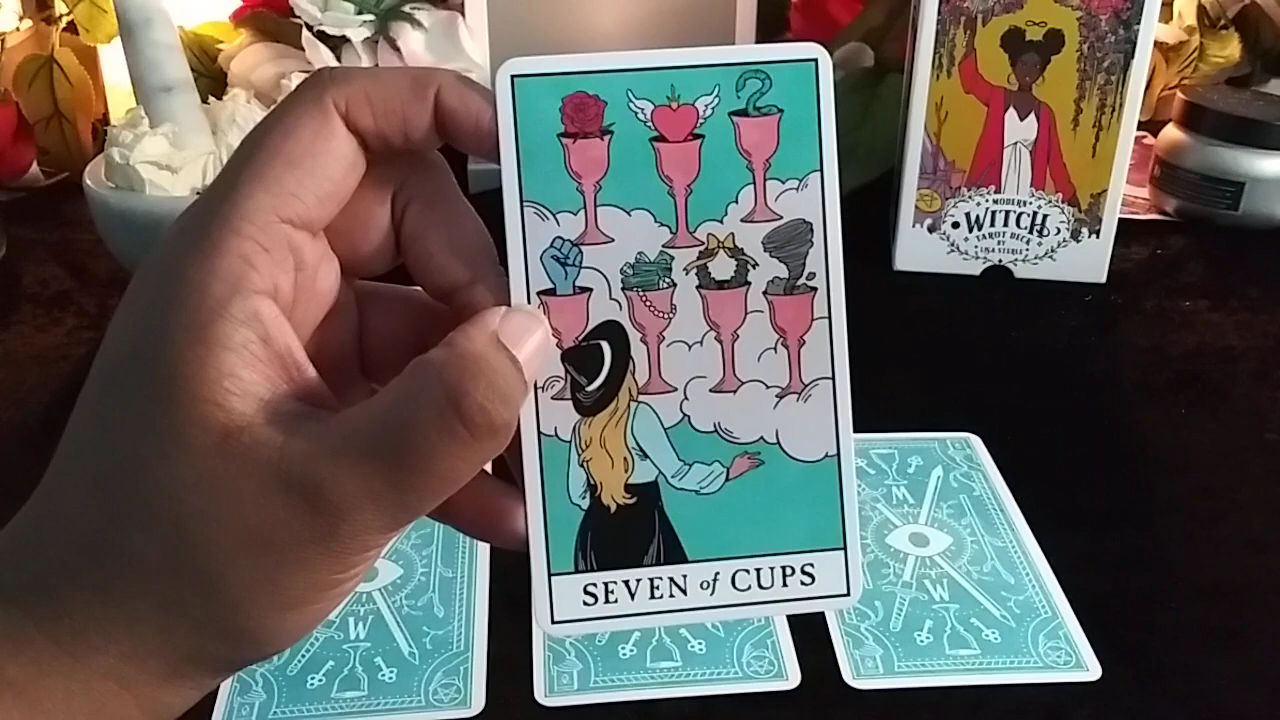 MODERN
WITCH
TAROT DECK
BY
LISA STERLE
SEVEN of CUPS
M
W
W